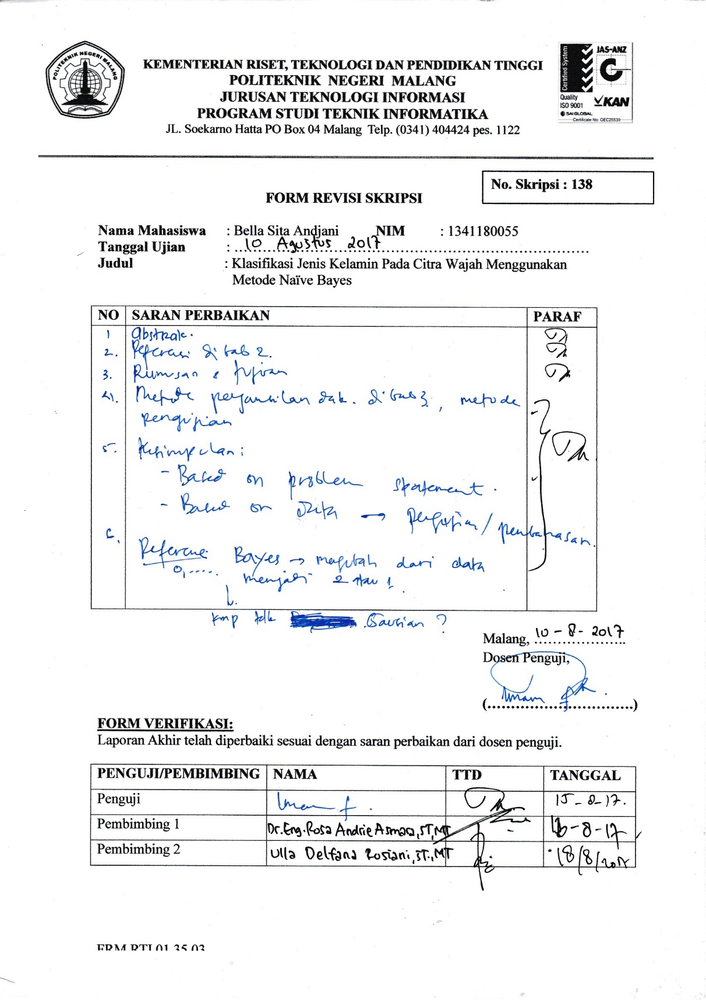 POLITEKNIK NEGERI MALANG
KEMENTERIAN RISET, TEKNOLOGI DAN PENDIDIKAN TINGGI
POLITEKNIK NEGERI MALANG
JURUSAN TEKNOLOGI INFORMASI
PROGRAM STUDI TEKNIK INFORMATIKA
JL. Soekarno Hatta PO Box 04 Malang Telp. (0341) 404424 pes. 1122
Certified System
JAS-ANZ
Quality
ISO 9001
KAN
SAI GLOBAL
Certificate No: QEC25539
No. Skripsi : 138
FORM REVISI SKRIPSI
Nama Mahasiswa : Bella Sita Andjani NIM : 1341180055
Tanggal Ujian : 10 Agustus 2017
Judul : Klasifikasi Jenis Kelamin Pada Citra Wajah Menggunakan
Metode Naïve Bayes
NO SARAN PERBAIKAN PARAF
1 Abstrak.
2. Referensi di bab 2.
3. Rumusan & tujuan
4. Metode pengambilan dat. di bab 3, metode
pengujian
5. Kesimpulan :
- Based on problem statement.
- Based on data → pengujian / pembahasan.
6. Reference Bayes → dari data
0,..... menjadi 2 atau 1.
knp tdk Gausian ?
Malang, 10 - 8 - 2017
Dosen Penguji,
(Imam)
FORM VERIFIKASI:
Laporan Akhir telah diperbaiki sesuai dengan saran perbaikan dari dosen penguji.
PENGUJI/PEMBIMBING NAMA TTD TANGGAL
Penguji Imam f. 15-8-17.
Pembimbing 1 Dr.Eng.Rosa Andrie Asmara,ST,MT 16-8-17
Pembimbing 2 Ulla Delfana Rosiani,ST.,MT 18/8/2017
FRM.RTI.01.35.03